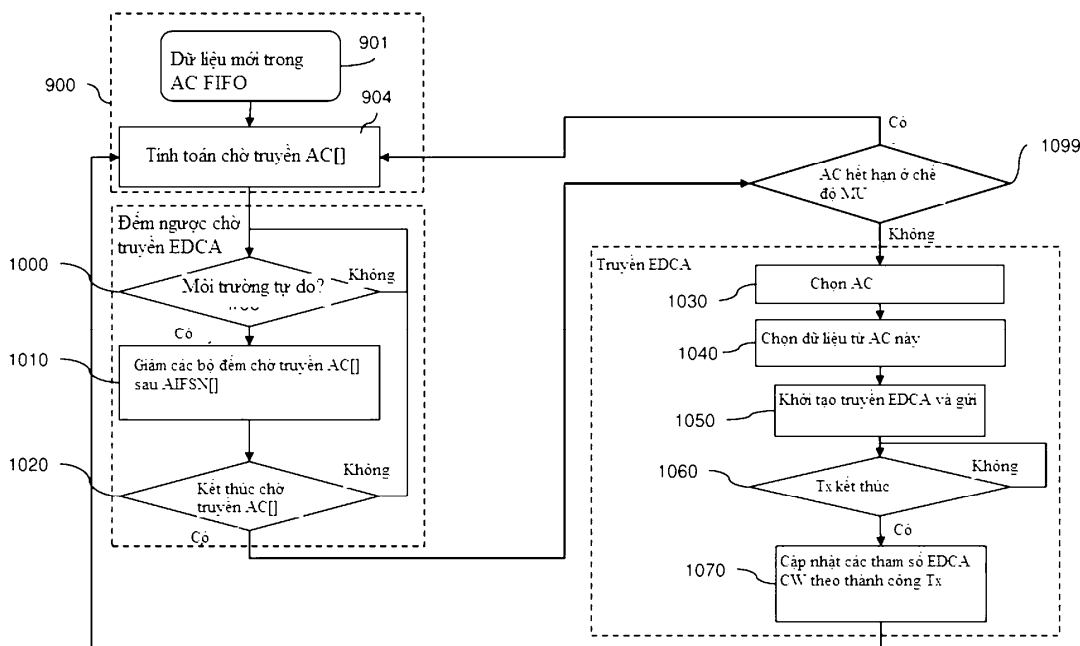 901
Dữ liệu mới trong
AC FIFO
900
904
Tính toán chờ truyền AC[]
Có
1099
AC hết hạn ở chế
độ MU
Không
Đếm ngược chờ
truyền EDCA
1000
Môi trường tự do?
Không
Có
1010
Giảm các bộ đếm chờ truyền AC[]
sau AIFSN[]
1020
Kết thúc chờ
truyền AC[]
Không
Có
Truyền EDCA
1030
Chọn AC
1040
Chọn dữ liệu từ AC này
1050
Khởi tạo truyền EDCA và gửi
1060
Tx kết thúc
Không
Có
1070
Cập nhật các tham số EDCA
CW theo thành công Tx